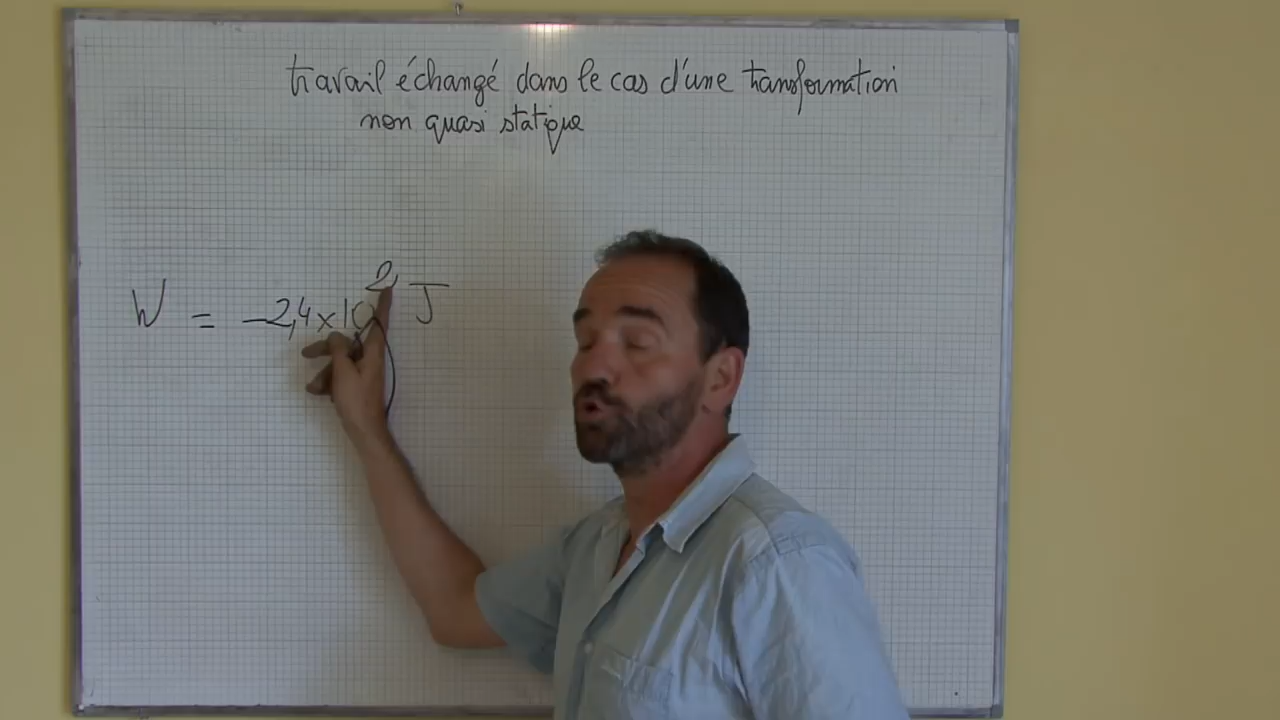 travail échangé dans le cas d'une transformation
non quasi statique
W = -2,4 x 10² J